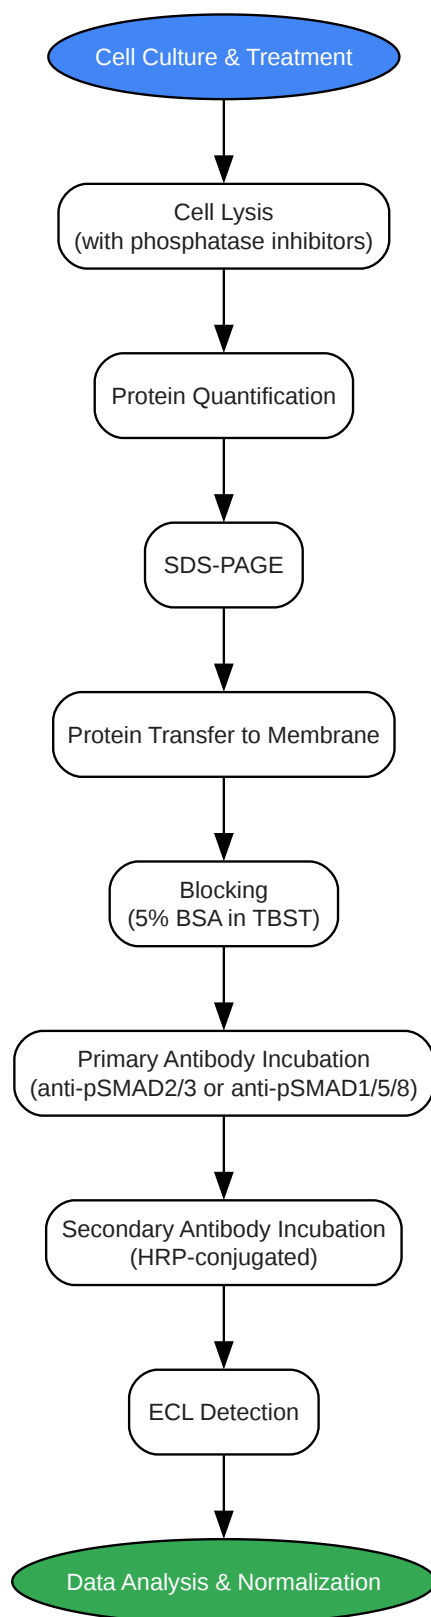 Cell Culture & Treatment
Cell Lysis
(with phosphatase inhibitors)
Protein Quantification
SDS-PAGE
Protein Transfer to Membrane
Blocking
(5% BSA in TBST)
Primary Antibody Incubation
(anti-pSMAD2/3 or anti-pSMAD1/5/8)
Secondary Antibody Incubation
(HRP-conjugated)
ECL Detection
Data Analysis & Normalization